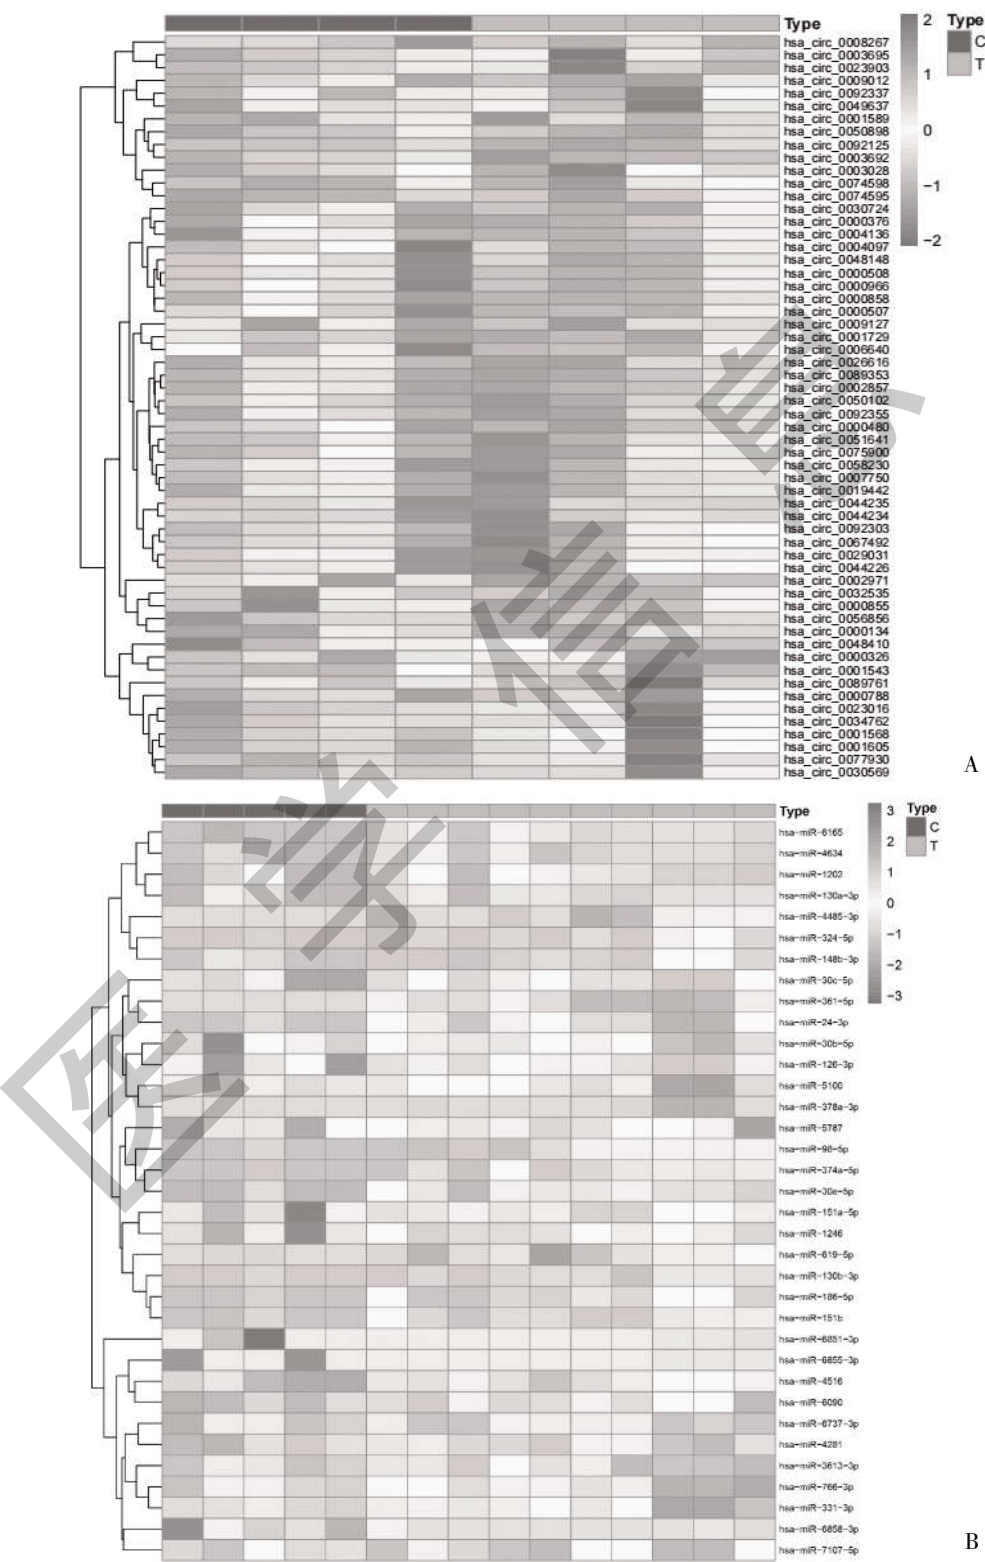 Type
hsa_circ_0008267
hsa_circ_0003695
hsa_circ_0023903
hsa_circ_0009012
hsa_circ_0092337
hsa_circ_0049637
hsa_circ_0001589
hsa_circ_0050898
hsa_circ_0092125
hsa_circ_0003692
hsa_circ_0003028
hsa_circ_0074598
hsa_circ_0074595
hsa_circ_0030724
hsa_circ_0000376
hsa_circ_0004136
hsa_circ_0004097
hsa_circ_0048148
hsa_circ_0000508
hsa_circ_0000966
hsa_circ_0000858
hsa_circ_0000507
hsa_circ_0009127
hsa_circ_0001729
hsa_circ_0006640
hsa_circ_0026616
hsa_circ_0089353
hsa_circ_0002857
hsa_circ_0050102
hsa_circ_0092355
hsa_circ_0000480
hsa_circ_0051641
hsa_circ_0075900
hsa_circ_0058230
hsa_circ_0007750
hsa_circ_0019442
hsa_circ_0044235
hsa_circ_0044234
hsa_circ_0092303
hsa_circ_0067492
hsa_circ_0029031
hsa_circ_0044226
hsa_circ_0002971
hsa_circ_0032535
hsa_circ_0000855
hsa_circ_0056856
hsa_circ_0000134
hsa_circ_0048410
hsa_circ_0000326
hsa_circ_0001543
hsa_circ_0089761
hsa_circ_0000788
hsa_circ_0023016
hsa_circ_0034762
hsa_circ_0001568
hsa_circ_0001605
hsa_circ_0077930
hsa_circ_0030569
2
1
0
−1
−2
Type
C
T
A
Type
hsa−miR−6165
hsa−miR−4634
hsa−miR−1202
hsa−miR−130a−3p
hsa−miR−4485−3p
hsa−miR−324−5p
hsa−miR−148b−3p
hsa−miR−30c−5p
hsa−miR−361−5p
hsa−miR−24−3p
hsa−miR−30b−5p
hsa−miR−126−3p
hsa−miR−5100
hsa−miR−378a−3p
hsa−miR−5787
hsa−miR−98−5p
hsa−miR−374a−5p
hsa−miR−30e−5p
hsa−miR−151a−5p
hsa−miR−1246
hsa−miR−619−5p
hsa−miR−130b−3p
hsa−miR−186−5p
hsa−miR−151b
hsa−miR−6851−3p
hsa−miR−6855−3p
hsa−miR−4516
hsa−miR−6090
hsa−miR−6737−3p
hsa−miR−4281
hsa−miR−3613−3p
hsa−miR−766−3p
hsa−miR−331−3p
hsa−miR−6858−3p
hsa−miR−7107−5p
3
2
1
0
−1
−2
−3
Type
C
T
B
医学信息